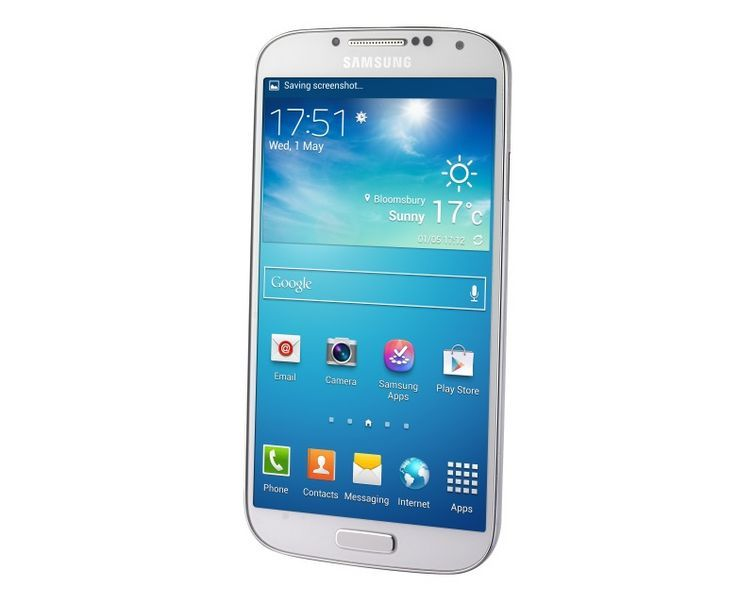 SAMSUNG
Saving screenshot...
17:51
Wed, 1 May
Bloomsbury
Sunny 17°c
01/05 17:12
Google
Email
Camera
Samsung
Apps
Play Store
Phone
Contacts
Messaging
Internet
Apps